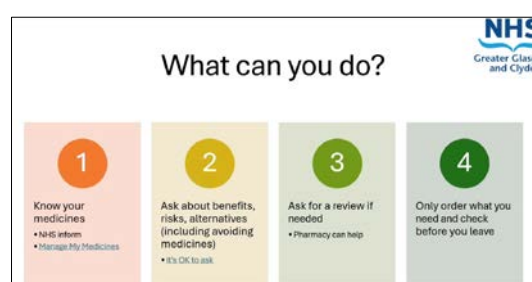 NHS
Greater Glas
and Clyde
What can you do?
1
Know your
medicines
• NHS inform
• Manage My Medicines
2
Ask about benefits,
risks, alternatives
(including avoiding
medicines)
• It's OK to ask
3
Ask for a review if
needed
• Pharmacy can help
4
Only order what you
need and check
before you leave